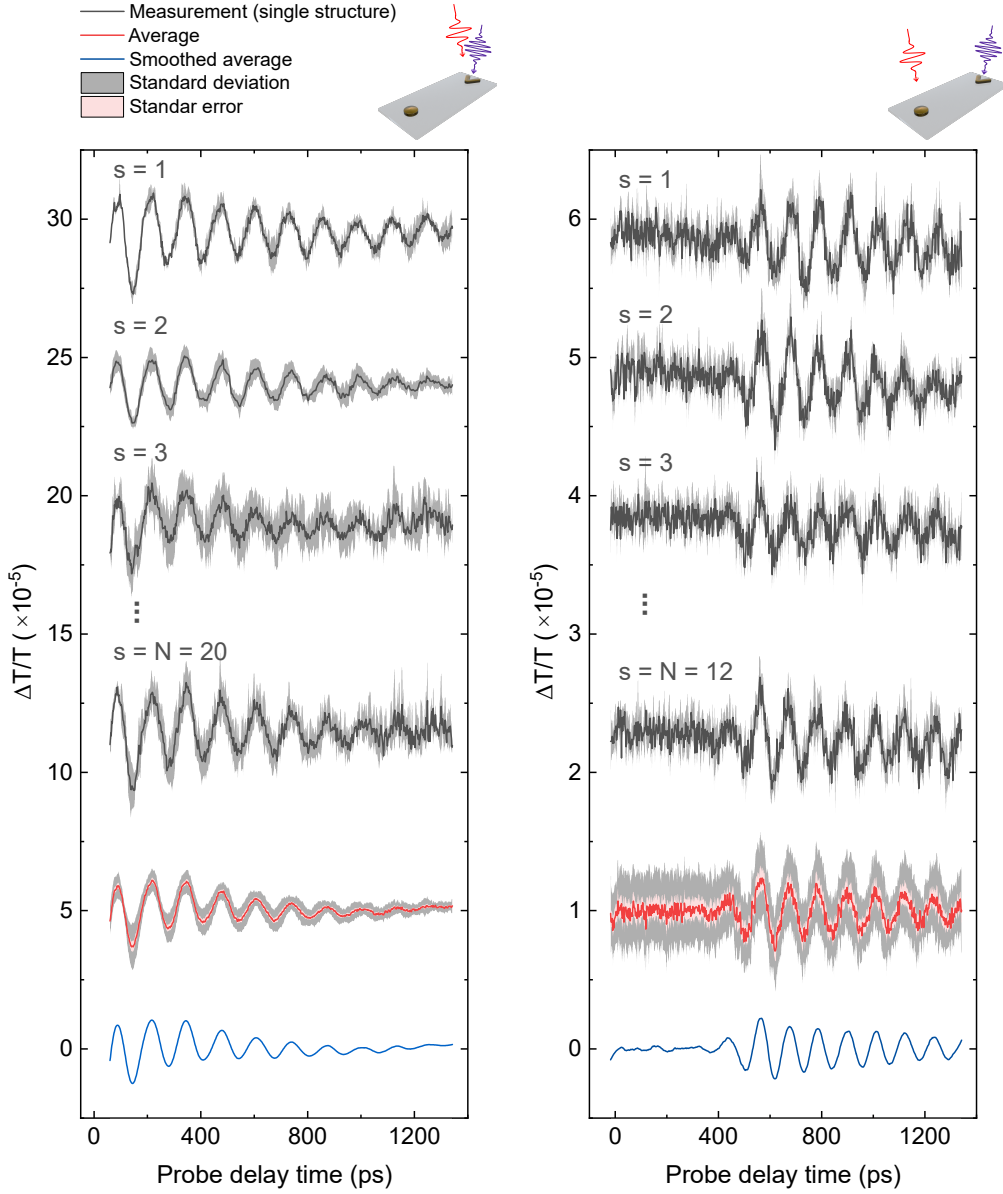 Measurement (single structure)
Average
Smoothed average
Standard deviation
Standar error
s = 1
s = 2
s = 3
⋮
s = N = 20
30
25
20
15
10
5
0
ΔT/T ( ×10⁻⁵)
0
400
800
1200
Probe delay time (ps)
s = 1
s = 2
s = 3
⋮
s = N = 12
6
5
4
3
2
1
0
ΔT/T ( ×10⁻⁵)
0
400
800
1200
Probe delay time (ps)